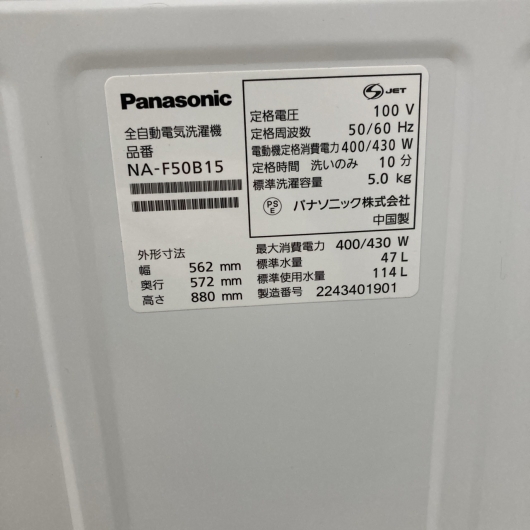 Panasonic
全自動電気洗濯機
品番
NA-F50B15
外形寸法
幅 562 mm
奥行 572 mm
高さ 880 mm
S JET
定格電圧 100 V
定格周波数 50/60 Hz
電動機定格消費電力 400/430 W
定格時間 洗いのみ 10 分
標準洗濯容量 5.0 kg
PS E パナソニック株式会社
中国製
最大消費電力 400/430 W
標準水量 47 L
標準使用水量 114 L
製造番号 2243401901